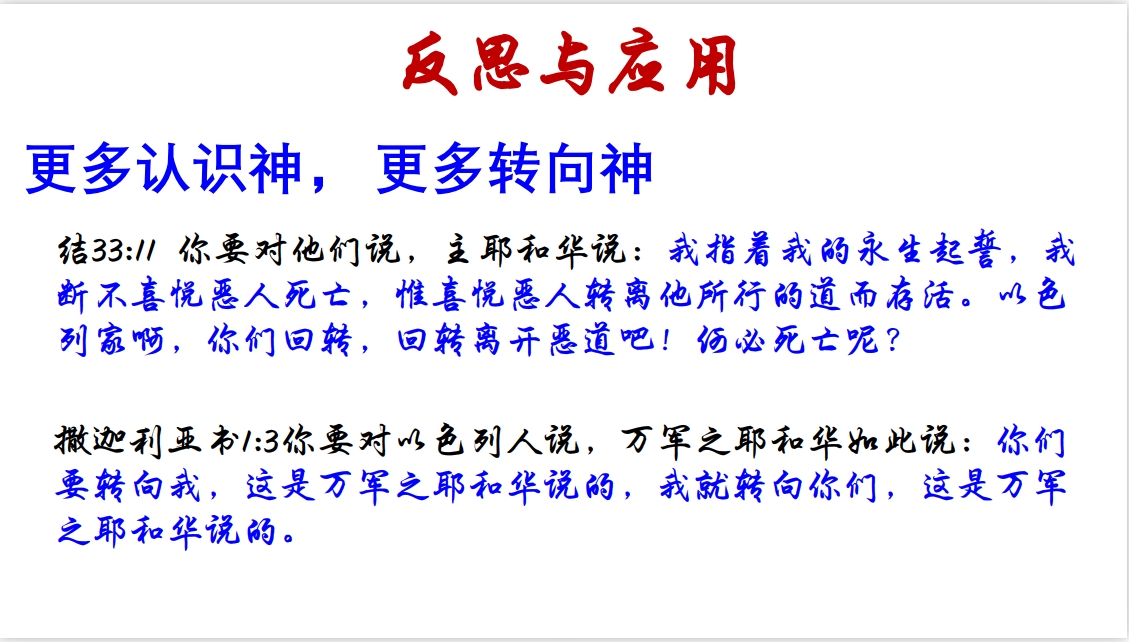 反思与应用
更多认识神， 更多转向神
结33:11 你要对他们说，主耶和华说：我指着我的永生起誓，我
断不喜悦恶人死亡，惟喜悦恶人转离他所行的道而存活。以色
列家啊，你们回转，回转离开恶道吧！何必死亡呢？
撒迦利亚书1:3你要对以色列人说，万军之耶和华如此说：你们
要转向我，这是万军之耶和华说的，我就转向你们，这是万军
之耶和华说的。